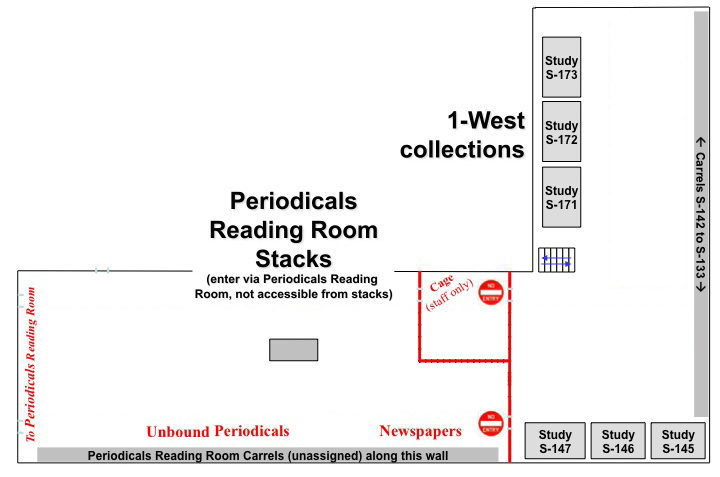 Study
S-173
1-West
collections
Study
S-172
← Carrels S-142 to S-133 →
Study
S-171
Periodicals
Reading Room
Stacks
(enter via Periodicals Reading
Room, not accessible from stacks)
Cage
(staff only)
NO
ENTRY
To Periodicals Reading Room
Unbound Periodicals
Newspapers
NO
ENTRY
Study
S-147
Study
S-146
Study
S-145
Periodicals Reading Room Carrels (unassigned) along this wall